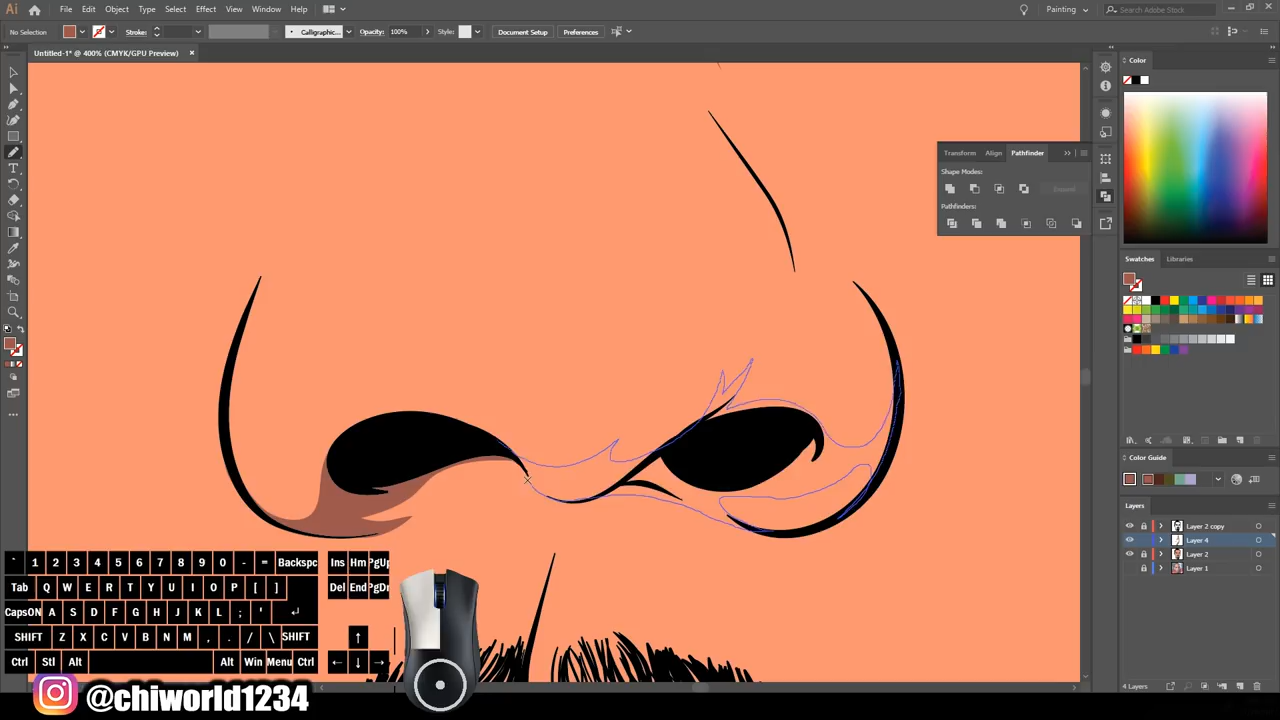 Ai File Edit Object Type Select Effect View Window Help Painting Search Adobe Stock
No Selection Stroke: Calligraphic... Opacity: 100% Style: Document Setup Preferences
Untitled-1* @ 400% (CMYK/GPU Preview) ×
Color
Transform Align Pathfinder
Shape Modes:
Expand
Pathfinders:
Swatches Libraries
Color Guide
Layers
Layer 2 copy
Layer 4
Layer 2
Layer 1
4 Layers
` 1 2 3 4 5 6 7 8 9 0 - = Backspc Ins Hm PgUp
Tab Q W E R T Y U I O P [ ] Del End PgDn
CapsON A S D F G H J K L ; ' ↵
SHIFT Z X C V B N M , . / \ SHIFT ↑
Ctrl Stl Alt Alt Win Menu Ctrl ← ↓ →
@chiworld1234